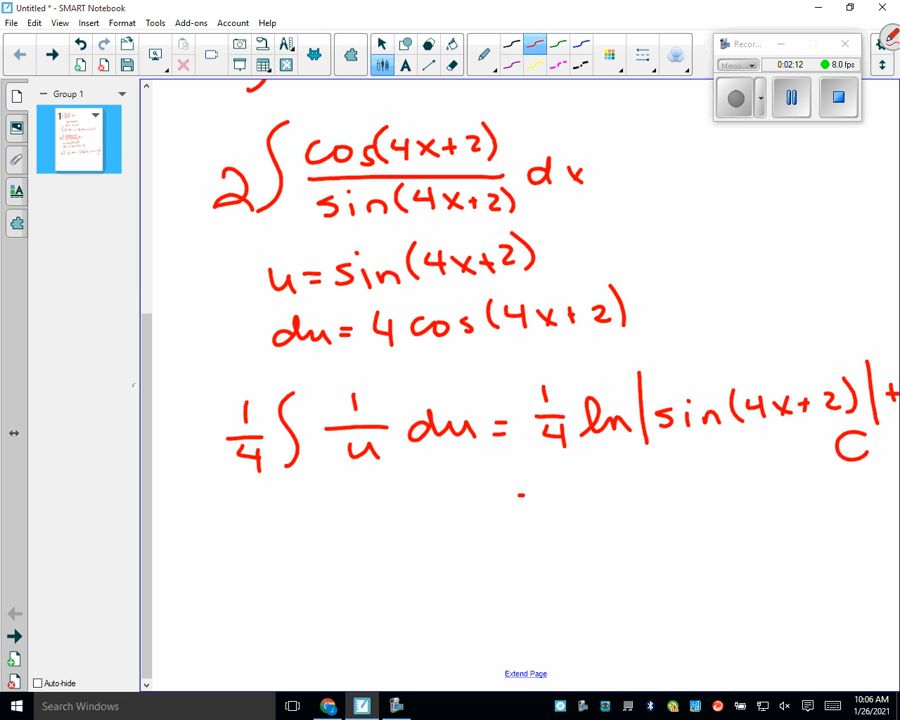 Untitled * - SMART Notebook
File Edit View Insert Format Tools Add-ons Account Help
Recor...
Menu
0:02:12
8.0 fps
Group 1
1
2 ∫ cos(4x+2) / sin(4x+2) dx
u = sin(4x+2)
du = 4 cos(4x+2)
1/4 ∫ 1/u du = 1/4 ln|sin(4x+2)| +
C
Extend Page
Auto-hide
Search Windows
10:06 AM
1/26/2021